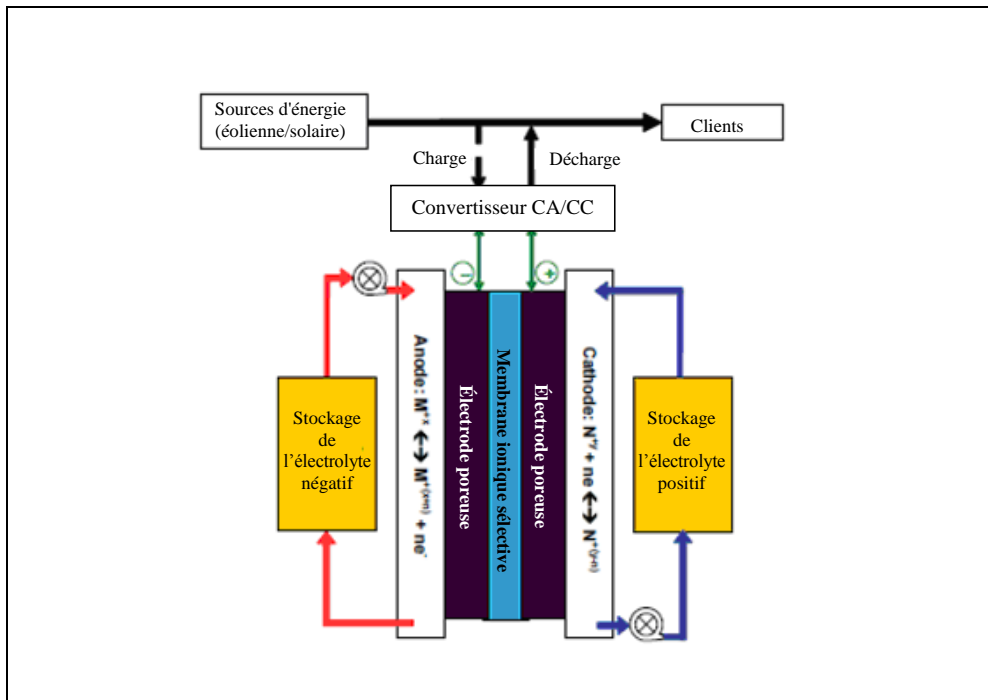 Sources d'énergie
(éolienne/solaire)
Clients
Charge
Décharge
Convertisseur CA/CC
Stockage
de
l'électrolyte
négatif
Anode: M⁺ˣ ↔ M⁺⁽ˣ⁺ⁿ⁾ + ne⁻
−
Électrode poreuse
Membrane ionique sélective
+
Électrode poreuse
Cathode: N⁺ʸ + ne ↔ N⁺⁽ʸ⁻ⁿ⁾
Stockage
de
l'électrolyte
positif